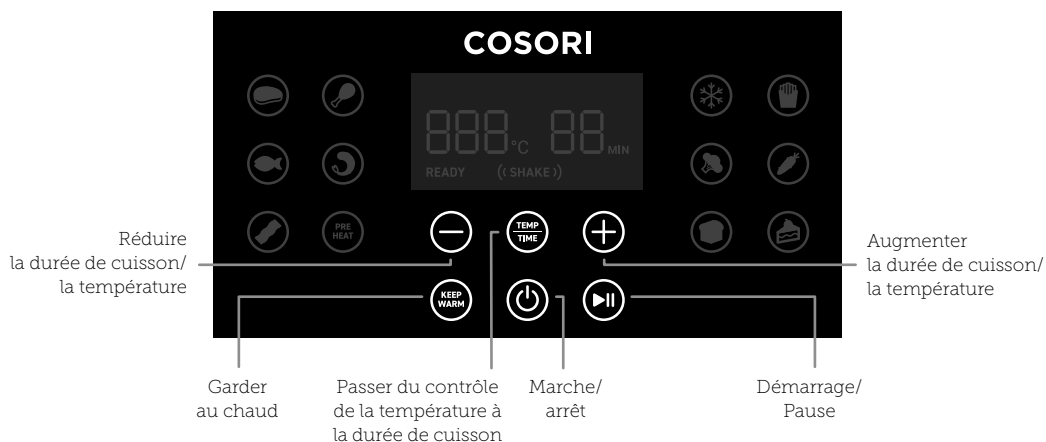 COSORI
888 °C 88 MIN
READY ((SHAKE))
PRE
HEAT
TEMP
TIME
KEEP
WARM
Réduire
la durée de cuisson/
la température
Augmenter
la durée de cuisson/
la température
Garder
au chaud
Passer du contrôle
de la température à
la durée de cuisson
Marche/
arrêt
Démarrage/
Pause